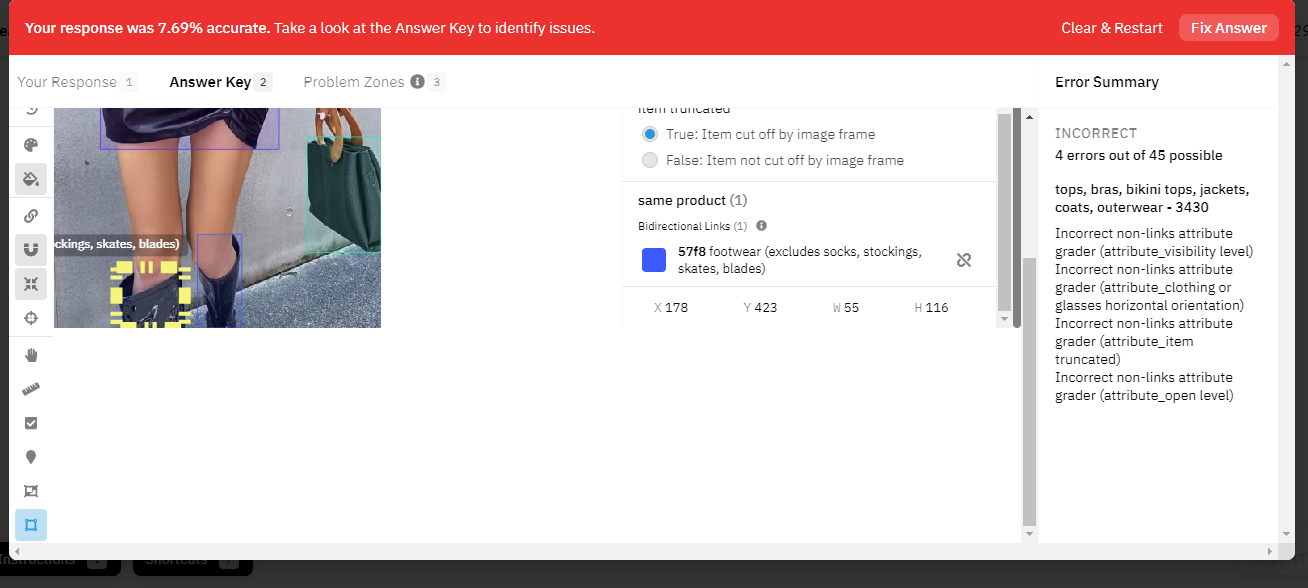 Your response was 7.69% accurate. Take a look at the Answer Key to identify issues.
Clear & Restart
Fix Answer
Your Response 1
Answer Key 2
Problem Zones 3
Error Summary
item truncated
True: Item cut off by image frame
False: Item not cut off by image frame
same product (1)
Bidirectional Links (1)
57f8 footwear (excludes socks, stockings,
skates, blades)
X 178 Y 423 W 55 H 116
ckings, skates, blades)
INCORRECT
4 errors out of 45 possible
tops, bras, bikini tops, jackets,
coats, outerwear - 3430
Incorrect non-links attribute
grader (attribute_visibility level)
Incorrect non-links attribute
grader (attribute_clothing or
glasses horizontal orientation)
Incorrect non-links attribute
grader (attribute_item
truncated)
Incorrect non-links attribute
grader (attribute_open level)
Instructions
Shortcuts